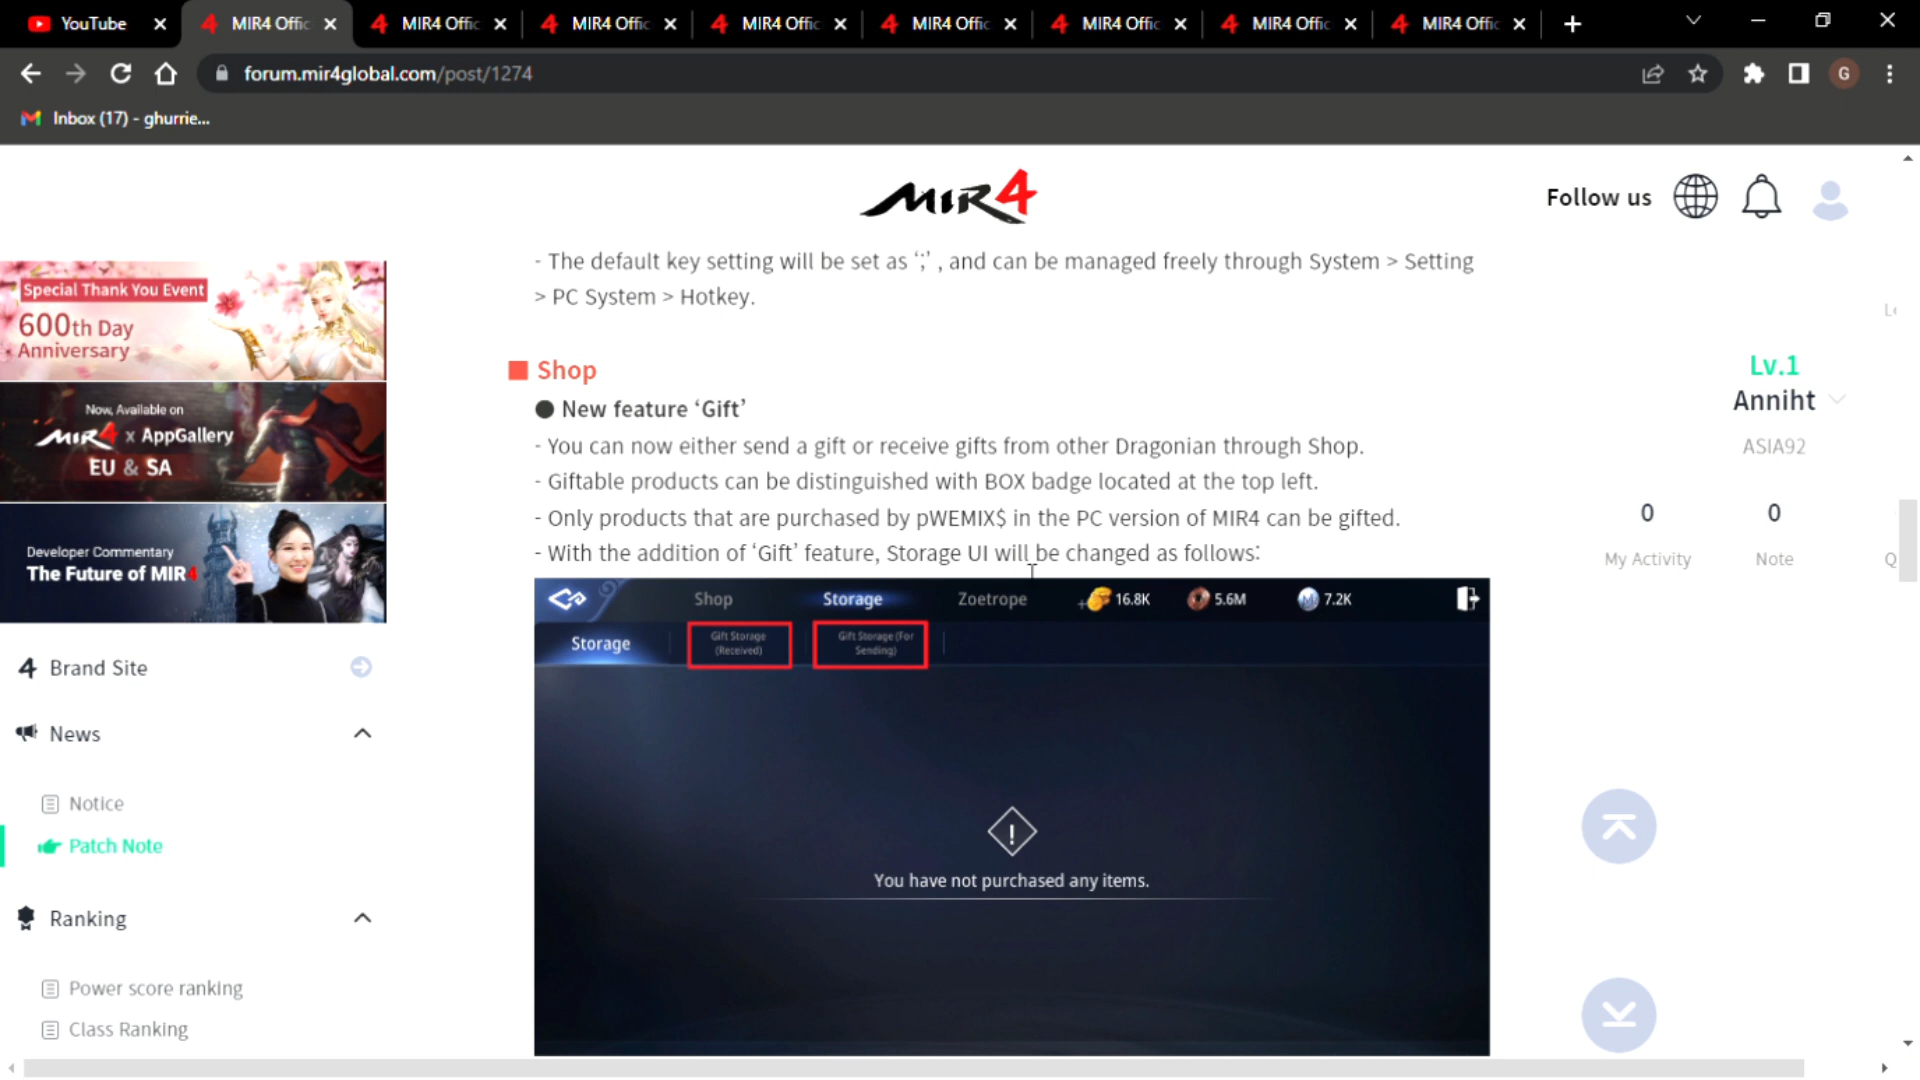 YouTube
MIR4 Offic
MIR4 Offic
MIR4 Offic
MIR4 Offic
MIR4 Offic
MIR4 Offic
MIR4 Offic
MIR4 Offic
forum.mir4global.com/post/1274
G
Inbox (17) - ghurrie...
MIR4
Follow us
- The default key setting will be set as ‘;’ , and can be managed freely through System > Setting
> PC System > Hotkey.
Special Thank You Event
600th Day
Anniversary
Now, Available on
MIR4 x AppGallery
EU & SA
Developer Commentary
The Future of MIR4
4 Brand Site
News
Notice
Patch Note
Ranking
Power score ranking
Class Ranking
■ Shop
● New feature ‘Gift’
- You can now either send a gift or receive gifts from other Dragonian through Shop.
- Giftable products can be distinguished with BOX badge located at the top left.
- Only products that are purchased by pWEMIX$ in the PC version of MIR4 can be gifted.
- With the addition of ‘Gift’ feature, Storage UI will be changed as follows:
Shop Storage Zoetrope 16.8K 5.6M 7.2K
Storage
Gift Storage
(Received)
Gift Storage (For
Sending)
You have not purchased any items.
Lv.1
Anniht
ASIA92
0 0
My Activity Note Q